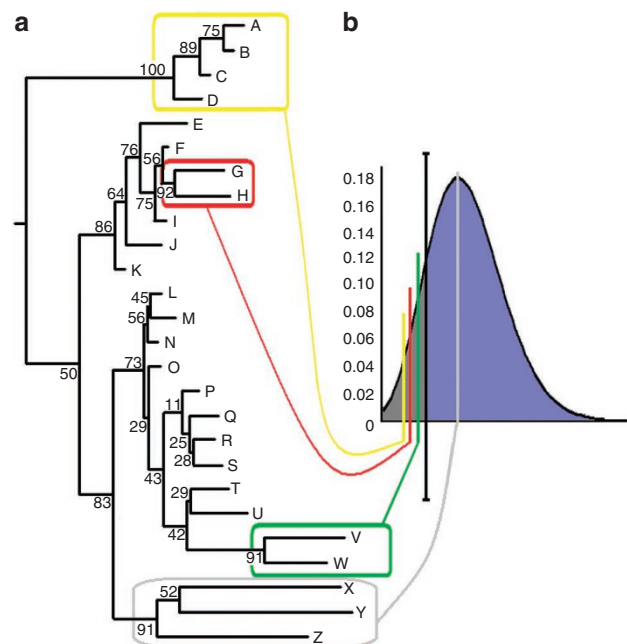 a
b
A
75
B
89
C
100
D
E
76
F
56
G
92
H
75
64
I
86
J
K
L
45
M
56
N
73
O
50
P
11
Q
29
25
R
28
S
43
29
T
83
U
42
V
91
W
52
X
Y
91
Z
0.18
0.16
0.14
0.12
0.10
0.08
0.06
0.04
0.02
0